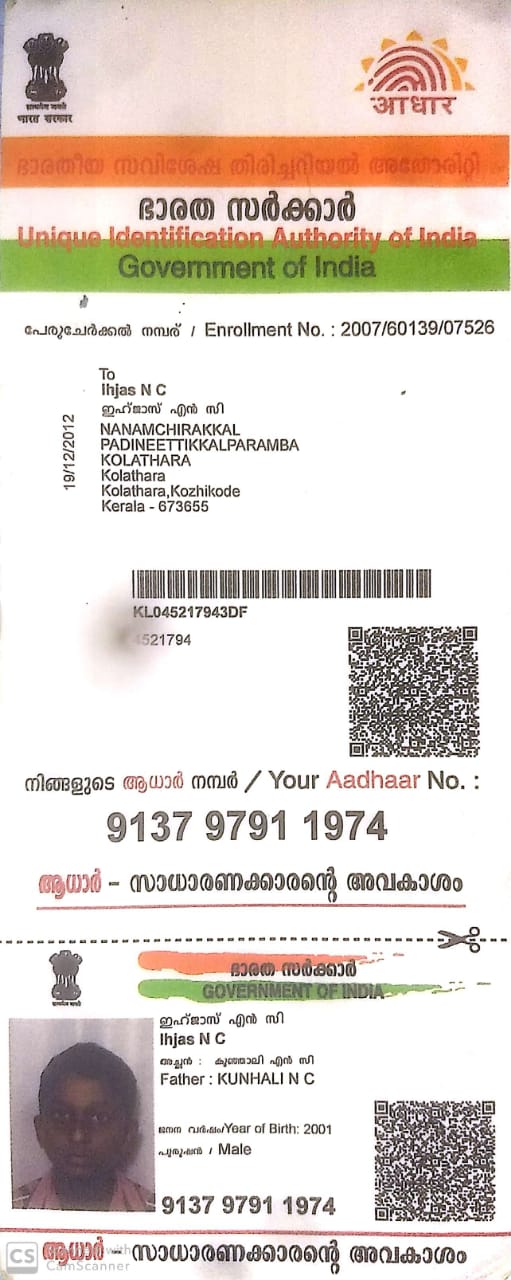 सत्यमेव जयते
भारत सरकार
आधार
ഭാരതീയ സവിശേഷ തിരിച്ചറിയൽ അതോറിറ്റി
ഭാരത സർക്കാർ
Unique Identification Authority of India
Government of India
പേരുചേർക്കൽ നമ്പര് / Enrollment No. : 2007/60139/07526
To
Ihjas N C
ഇഹ്ജാസ് എൻ സി
NANAMCHIRAKKAL
PADINEETTIKKALPARAMBA
KOLATHARA
Kolathara
Kolathara,Kozhikode
Kerala - 673655
19/12/2012
KL045217943DF
4521794
നിങ്ങളുടെ ആധാർ നമ്പർ / Your Aadhaar No. :
9137 9791 1974
ആധാർ - സാധാരണക്കാരന്റെ അവകാശം
ഭാരത സർക്കാർ
GOVERNMENT OF INDIA
ഇഹ്ജാസ് എൻ സി
Ihjas N C
അച്ഛൻ : കുഞ്ഞാലി എൻ സി
Father : KUNHALI N C
ജനന വർഷം/Year of Birth: 2001
പുരുഷൻ / Male
9137 9791 1974
ആധാർ - സാധാരണക്കാരന്റെ അവകാശം
CS
with
CamScanner